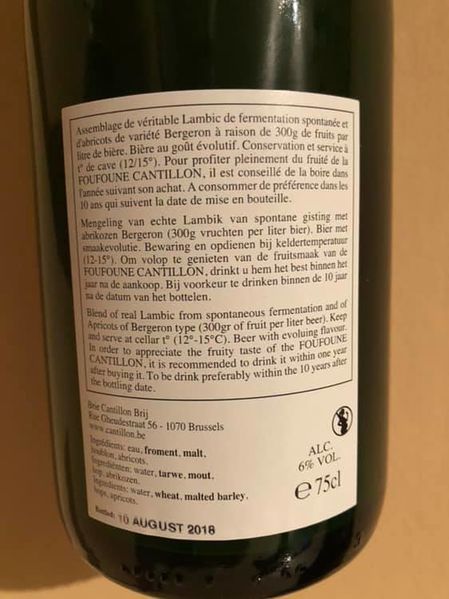 Assemblage de véritable Lambic de fermentation spontanée et
d'abricots de variété Bergeron à raison de 300g de fruits par
litre de bière. Bière au goût évolutif. Conservation et service à
t° de cave (12/15°). Pour profiter pleinement du fruité de la
FOUFOUNE CANTILLON, il est conseillé de la boire dans
l'année suivant son achat. A consommer de préférence dans les
10 ans qui suivent la date de mise en bouteille.
Mengeling van echte Lambik van spontane gisting met
abrikozen Bergeron (300g vruchten per liter bier). Bier met
smaakevolutie. Bewaring en opdienen bij keldertemperatuur
(12-15°). Om volop te genieten van de fruitsmaak van de
FOUFOUNE CANTILLON, drinkt u hem het best binnen het
jaar na de aankoop. Bij voorkeur te drinken binnen de 10 jaar
na de datum van het bottelen.
Blend of real Lambic from spontaneous fermentation and of
Apricots of Bergeron type (300gr of fruit per liter beer). Keep
and serve at cellar t° (12°-15°C). Beer with evoluing flavour.
In order to appreciate the fruity taste of the FOUFOUNE
CANTILLON, it is recommended to drink it within one year
after buying it. To be drink preferably within the 10 years after
the bottling date.
Brie Cantillon Brij
Rue Gheudestraat 56 - 1070 Brussels
www.cantillon.be
Ingrédients: eau, froment, malt,
houblon, abricots.
Ingrediënten: water, tarwe, mout,
hop, abrikozen.
Ingredients: water, wheat, malted barley,
hops, apricots.
Bottled: 10 AUGUST 2018
ALC.
6% VOL.
e 75cl